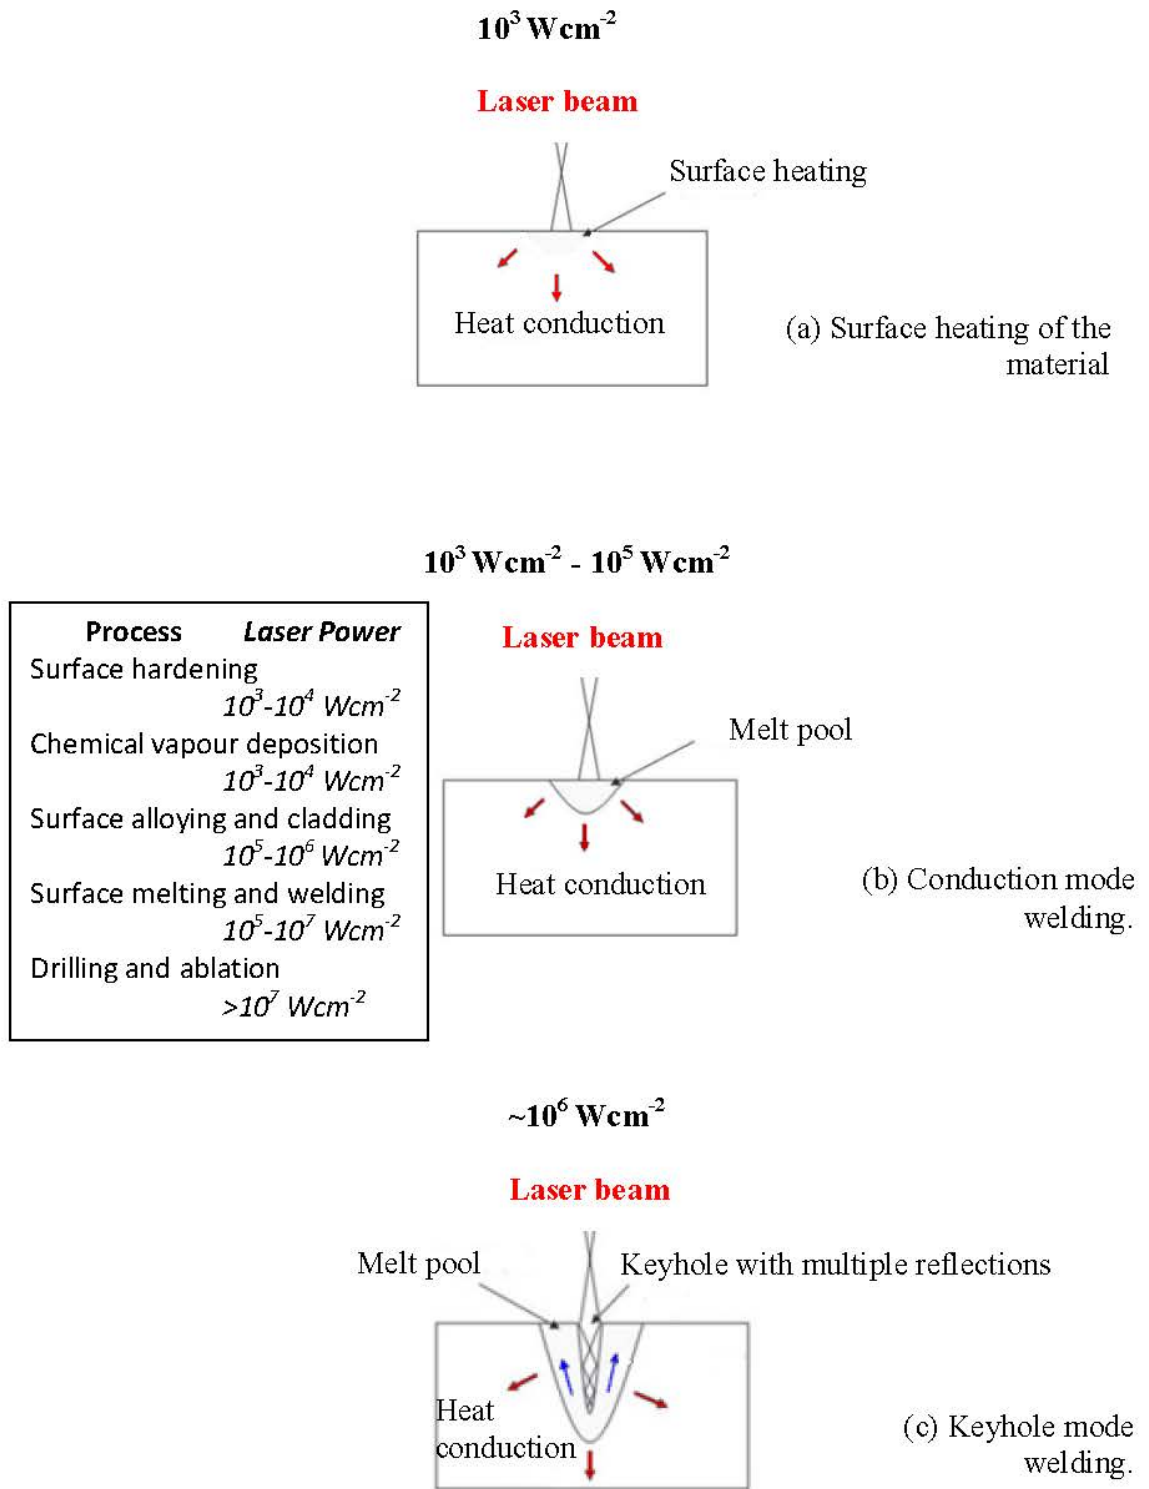 10³ Wcm⁻²
Laser beam
Surface heating
Heat conduction
(a) Surface heating of the
material
10³ Wcm⁻² - 10⁵ Wcm⁻²
Process Laser Power
Surface hardening
10³-10⁴ Wcm⁻²
Chemical vapour deposition
10³-10⁴ Wcm⁻²
Surface alloying and cladding
10⁵-10⁶ Wcm⁻²
Surface melting and welding
10⁵-10⁷ Wcm⁻²
Drilling and ablation
>10⁷ Wcm⁻²
Laser beam
Melt pool
Heat conduction
(b) Conduction mode
welding.
~10⁶ Wcm⁻²
Laser beam
Melt pool
Keyhole with multiple reflections
Heat
conduction
(c) Keyhole mode
welding.